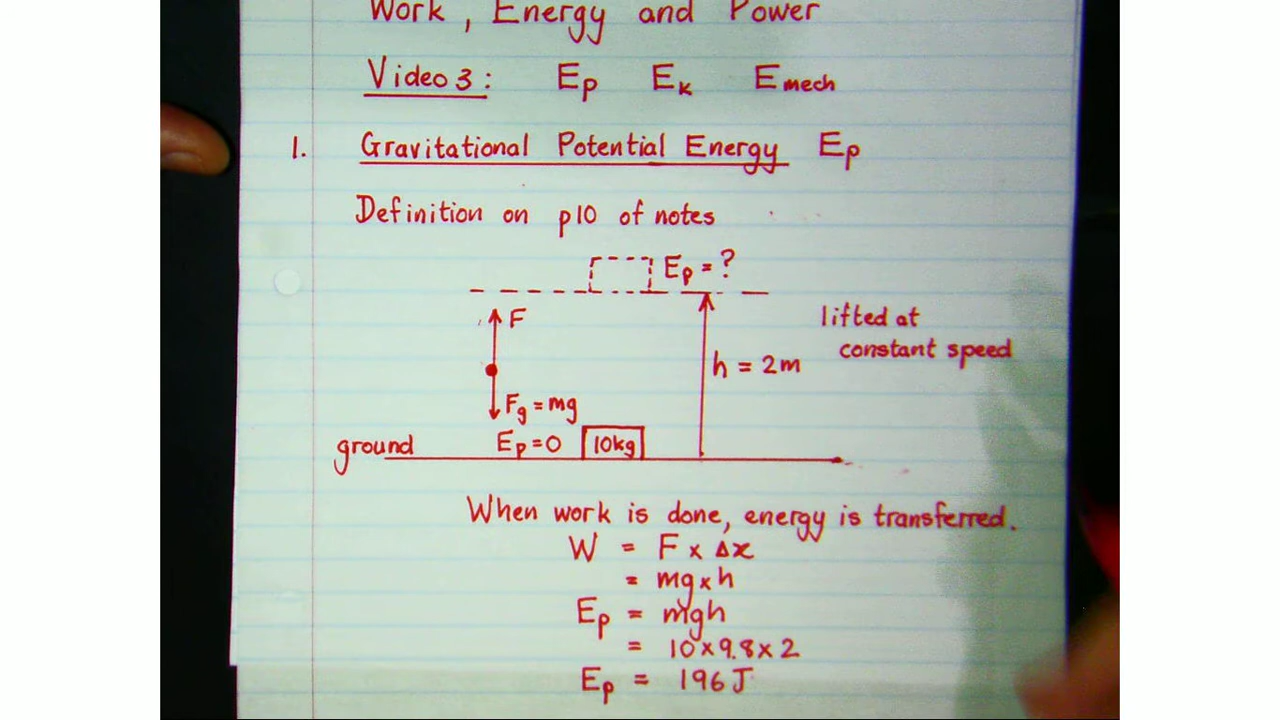 Work, Energy and Power
Video 3: Ep Ek Emech
1. Gravitational Potential Energy Ep
Definition on p10 of notes
Ep = ?
F
lifted at
constant speed
h = 2m
Fg = mg
ground Ep = 0 10kg
When work is done, energy is transferred.
W = F x Δx
= mg x h
Ep = mgh
= 10 x 9.8 x 2
Ep = 196 J